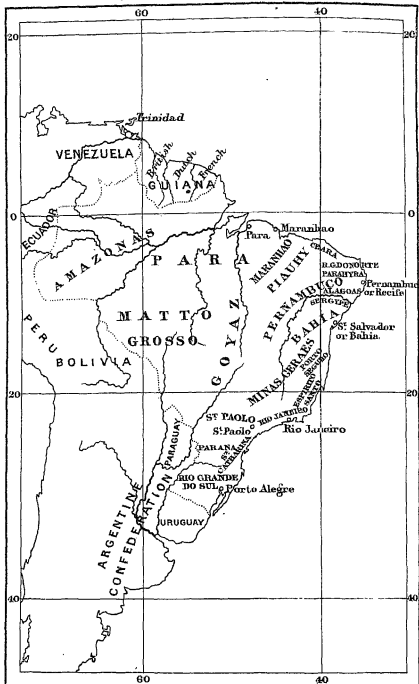 60
40
20
20
Trinidad
VENEZUELA
British
Dutch
French
GUIANA
0
0
ECUADOR
AMAZONAS
PARA
Para
Maranhao
MARANHAO
PIAUHY
CEARA
R.G.DO NORTE
PARAHYBA
PERNAMBUCO
Pernambuco
or Recife
ALAGOAS
SERGYPE
BAHIA
St. Salvador
or Bahia.
PERU
BOLIVIA
MATTO
GROSSO
GOYAZ
MINAS GERAES
PORTO
SEGURO
ESPIRITO
SANTO
20
20
ST PAOLO
St. Paolo
RIO JANEIRO
Rio Janeiro
PARAGUAY
PARANA
STA
CATHARINA
RIO GRANDE
DO SUL
Porto Alegre
URUGUAY
ARGENTINE
CONFEDERATION
40
40
60
40